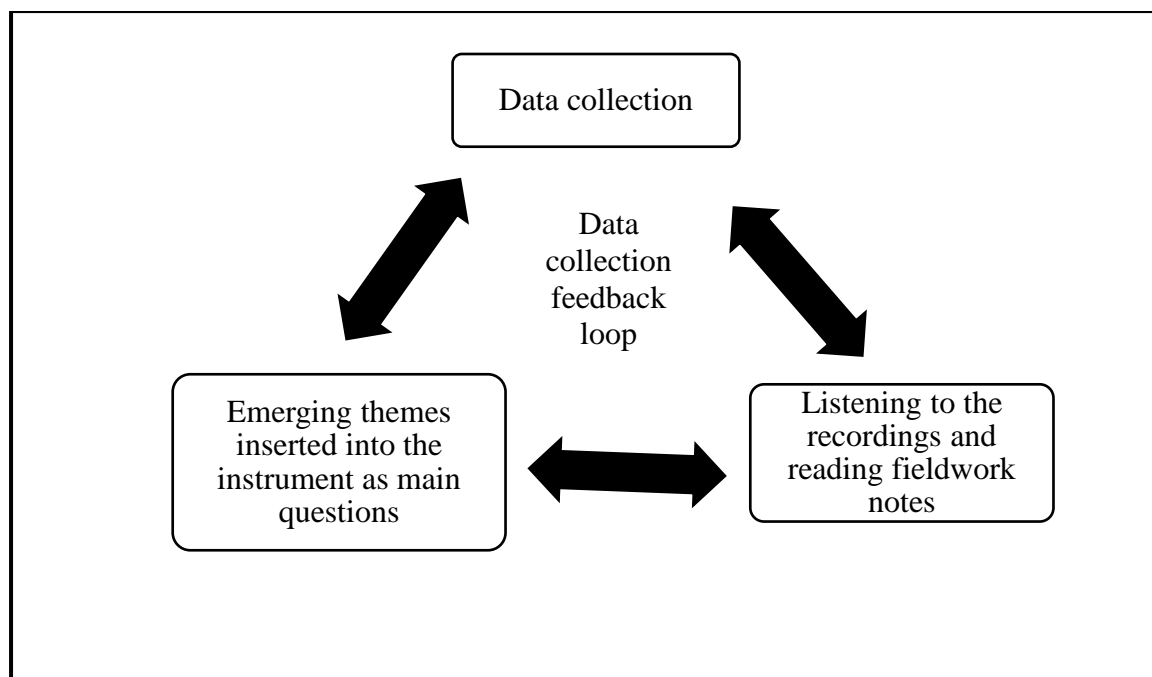 Data collection
Data
collection
feedback
loop
Emerging themes
inserted into the
instrument as main
questions
Listening to the
recordings and
reading fieldwork
notes